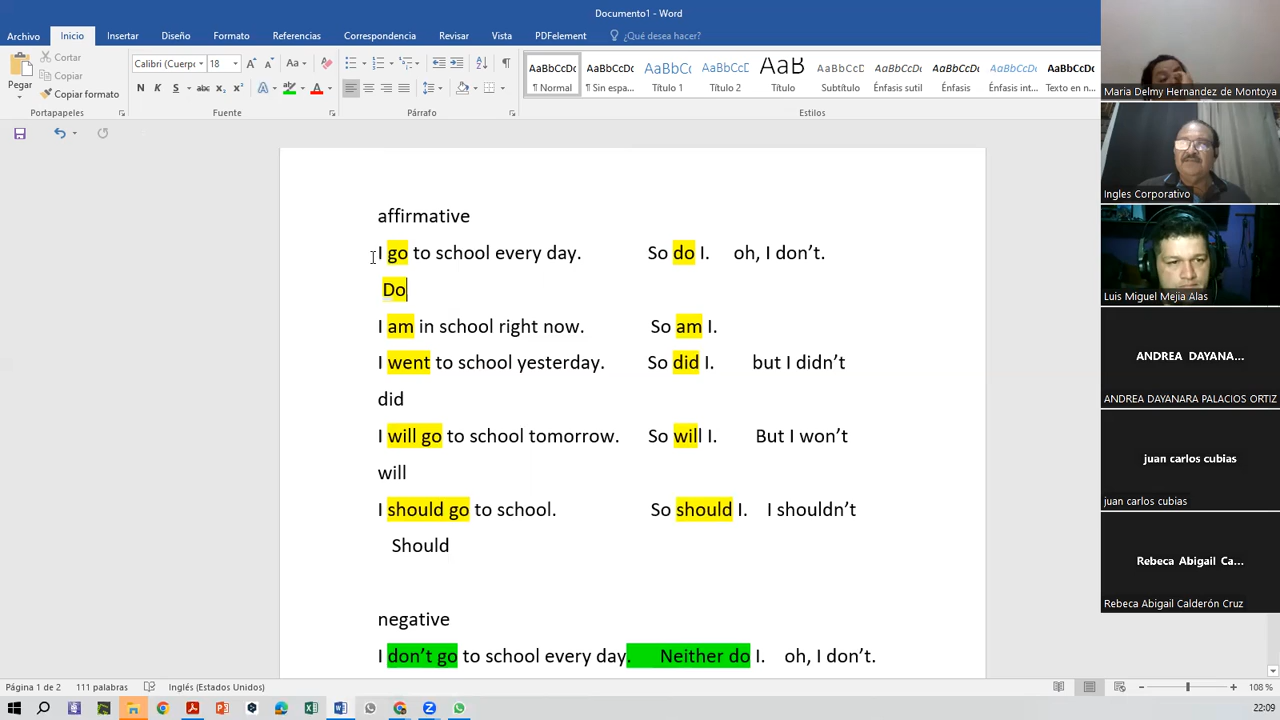 Documento1 - Word
Archivo Inicio Insertar Diseño Formato Referencias Correspondencia Revisar Vista PDFelement ¿Qué desea hacer?
Pegar
Cortar
Copiar
Copiar formato
Portapapeles
Calibri (Cuerpo 18
N K S abc x₂ x²
Fuente
Párrafo
AaBbCcDc AaBbCcDc AaBbCcDc AaBbCcDc AaB AaBbCcDc AaBbCcDc AaBbCcDc AaBbCcDc AaBbCcDc
¶ Normal ¶ Sin espa... Título 1 Título 2 Título Subtítulo Énfasis sutil Énfasis Énfasis int... Texto en n
Estilos
affirmative
I go to school every day. So do I. oh, I don't.
Do
I am in school right now. So am I.
I went to school yesterday. So did I. but I didn't
did
I will go to school tomorrow. So will I. But I won't
will
I should go to school. So should I. I shouldn't
Should
negative
I don't go to school every day. Neither do I. oh, I don't.
Maria Delmy Hernandez de Montoya
Ingles Corporativo
Luis Miguel Mejia Alas
ANDREA DAYANA...
ANDREA DAYANARA PALACIOS ORTIZ
juan carlos cubias
juan carlos cubias
Rebeca Abigail Ca...
Rebeca Abigail Calderón Cruz
Página 1 de 2 111 palabras Inglés (Estados Unidos) 108 %
22:09